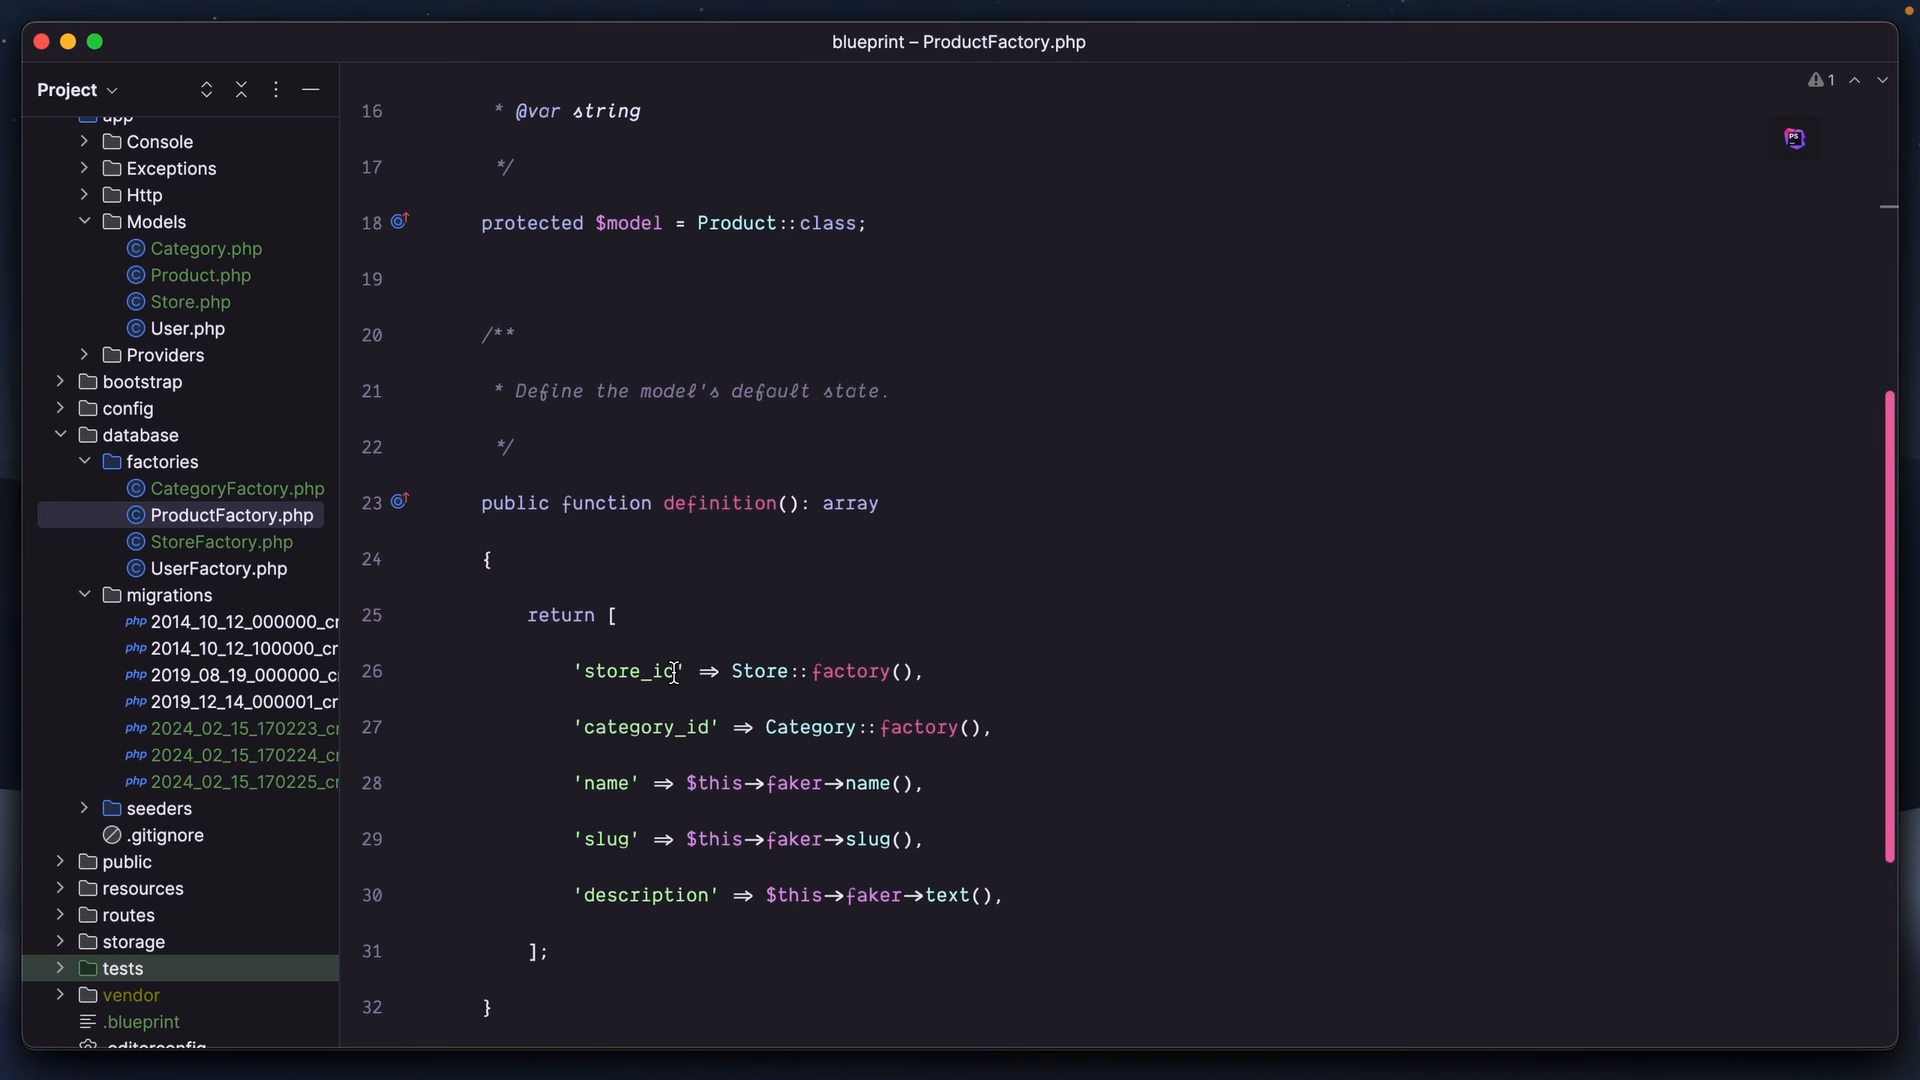 blueprint – ProductFactory.php
Project
app
Console
Exceptions
Http
Models
Category.php
Product.php
Store.php
User.php
Providers
bootstrap
config
database
factories
CategoryFactory.php
ProductFactory.php
StoreFactory.php
UserFactory.php
migrations
php 2014_10_12_000000_cr
php 2014_10_12_100000_cr
php 2019_08_19_000000_c
php 2019_12_14_000001_cr
php 2024_02_15_170223_cr
php 2024_02_15_170224_cr
php 2024_02_15_170225_cr
seeders
.gitignore
public
resources
routes
storage
tests
vendor
.blueprint
.editorconfig
1
PS
16 * @var string
17 */
18 protected $model = Product::class;
19
20 /**
21 * Define the model's default state.
22 */
23 public function definition(): array
24 {
25 return [
26 'store_id' => Store::factory(),
27 'category_id' => Category::factory(),
28 'name' => $this->faker->name(),
29 'slug' => $this->faker->slug(),
30 'description' => $this->faker->text(),
31 ];
32 }